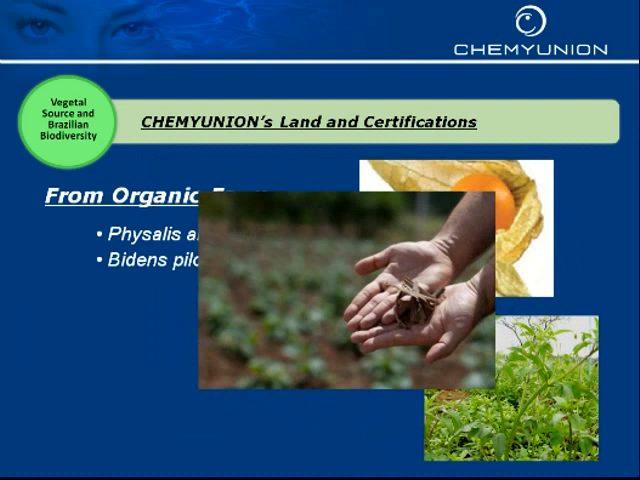 CHEMYUNION
Vegetal
Source and
Brazilian
Biodiversity
CHEMYUNION's Land and Certifications
From Organic
• Physalis
• Bidens